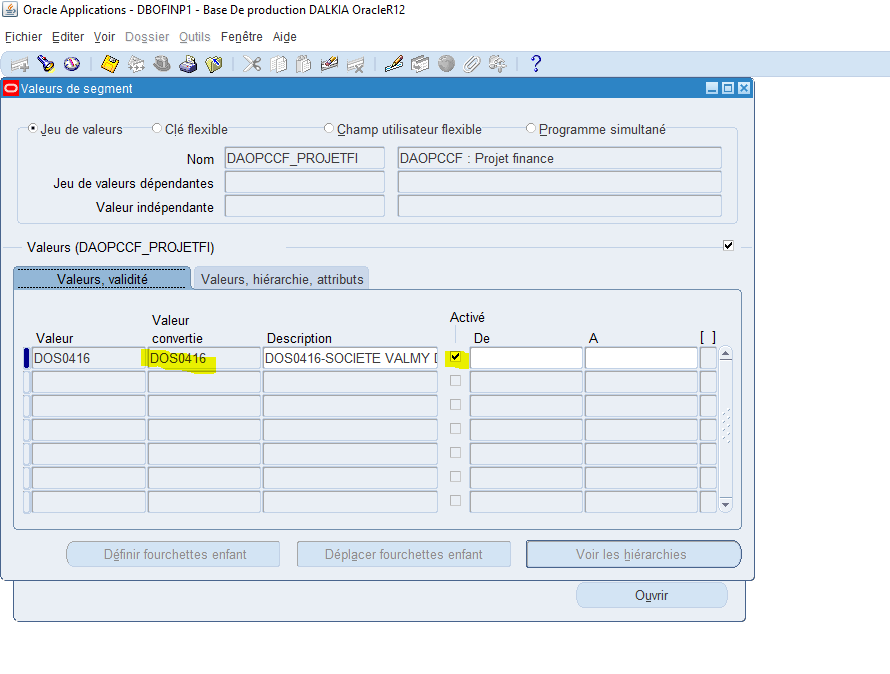 Oracle Applications - DBOFINP1 - Base De production DALKIA OracleR12
Fichier Editer Voir Dossier Outils Fenêtre Aide
?
Valeurs de segment
Jeu de valeurs Clé flexible Champ utilisateur flexible Programme simultané
Nom DAOPCCF_PROJETFI DAOPCCF : Projet finance
Jeu de valeurs dépendantes
Valeur indépendante
Valeurs (DAOPCCF_PROJETFI)
Valeurs, validité Valeurs, hiérarchie, attributs
Activé
Valeur
Valeur convertie Description De A [ ]
DOS0416 DOS0416 DOS0416-SOCIETE VALMY D
Définir fourchettes enfant Déplacer fourchettes enfant Voir les hiérarchies
Ouvrir